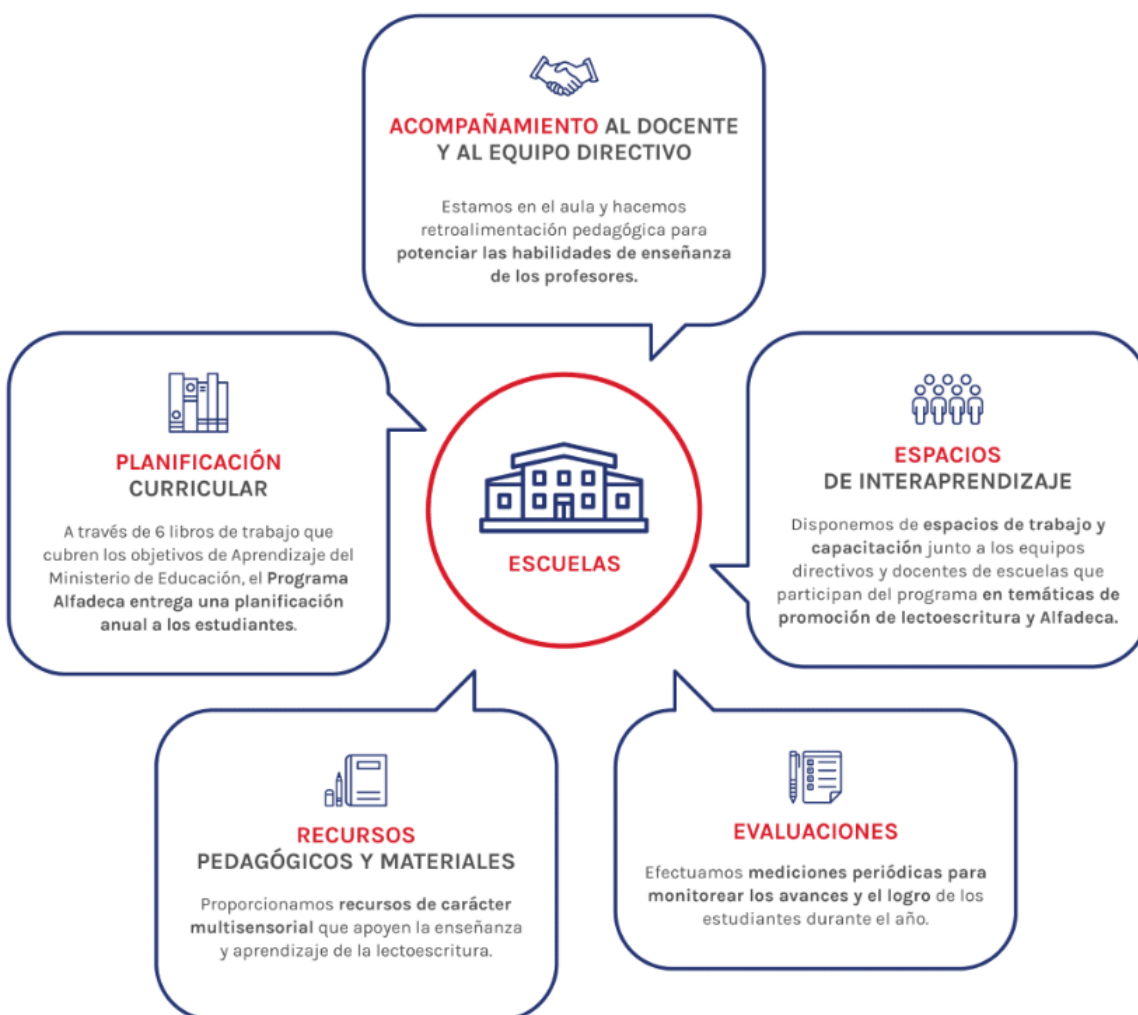 ACOMPAÑAMIENTO AL DOCENTE
Y AL EQUIPO DIRECTIVO
Estamos en el aula y hacemos
retroalimentación pedagógica para
potenciar las habilidades de enseñanza
de los profesores.
PLANIFICACIÓN
CURRICULAR
A través de 6 libros de trabajo que
cubren los objetivos de Aprendizaje del
Ministerio de Educación, el Programa
Alfadeca entrega una planificación
anual a los estudiantes.
ESCUELAS
ESPACIOS
DE INTERAPRENDIZAJE
Disponemos de espacios de trabajo y
capacitación junto a los equipos
directivos y docentes de escuelas que
participan del programa en temáticas de
promoción de lectoescritura y Alfadeca.
RECURSOS
PEDAGÓGICOS Y MATERIALES
Proporcionamos recursos de carácter
multisensorial que apoyen la enseñanza
y aprendizaje de la lectoescritura.
EVALUACIONES
Efectuamos mediciones periódicas para
monitorear los avances y el logro de los
estudiantes durante el año.